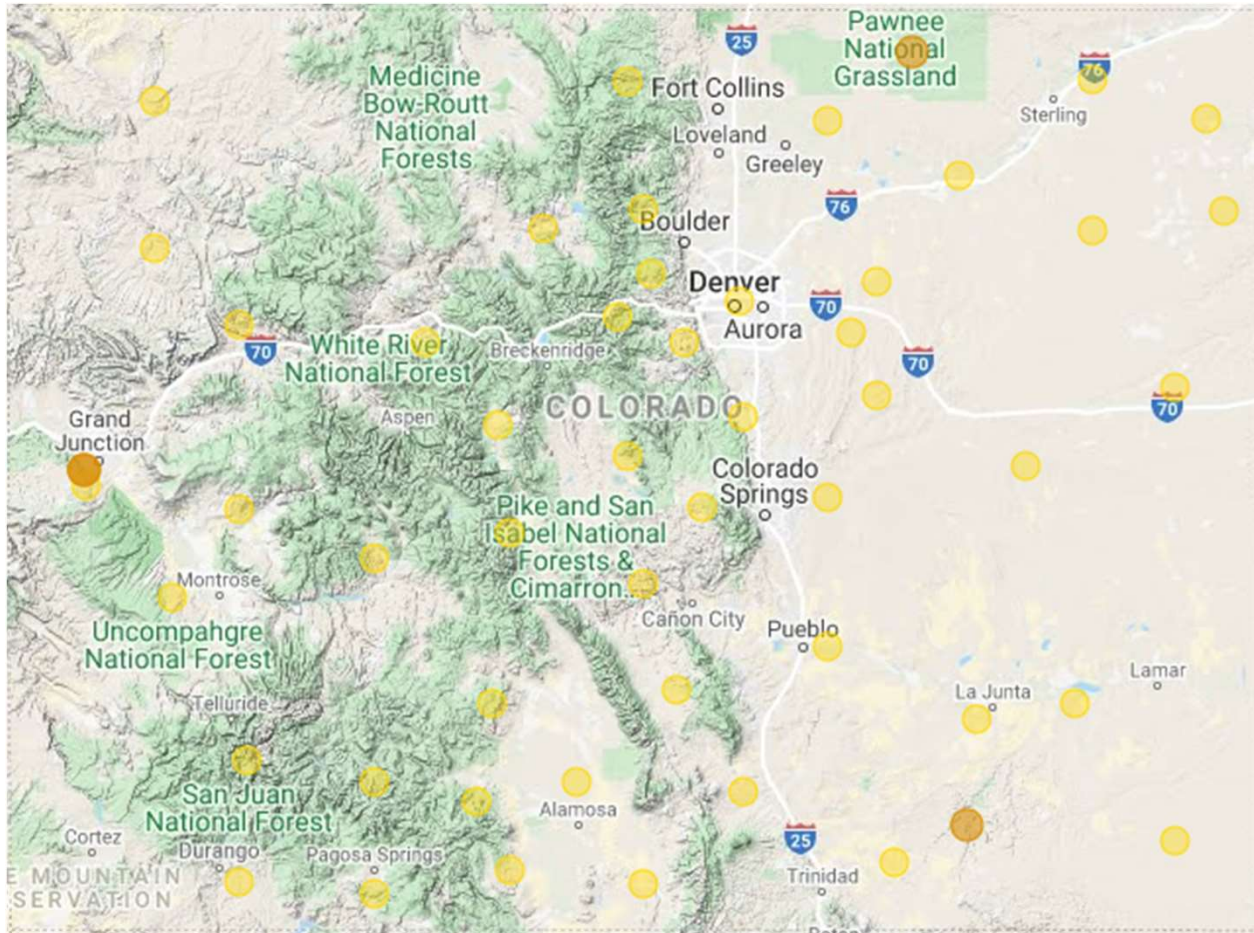 Pawnee
National
Grassland
25
76
Medicine
Bow-Routt
National
Forests
Fort Collins
Sterling
Loveland
Greeley
76
Boulder
Denver
70
Aurora
70
White River
National Forest
Breckenridge
70
Aspen
COLORADO
70
Grand
Junction
Colorado
Springs
Pike and San
Isabel National
Forests &
Cimarron...
Montrose
Cañon City
Uncompahgre
National Forest
Pueblo
Lamar
La Junta
Telluride
San Juan
National Forest
Alamosa
Cortez
Durango
Pagosa Springs
25
E MOUNTAIN
SERVATION
Trinidad